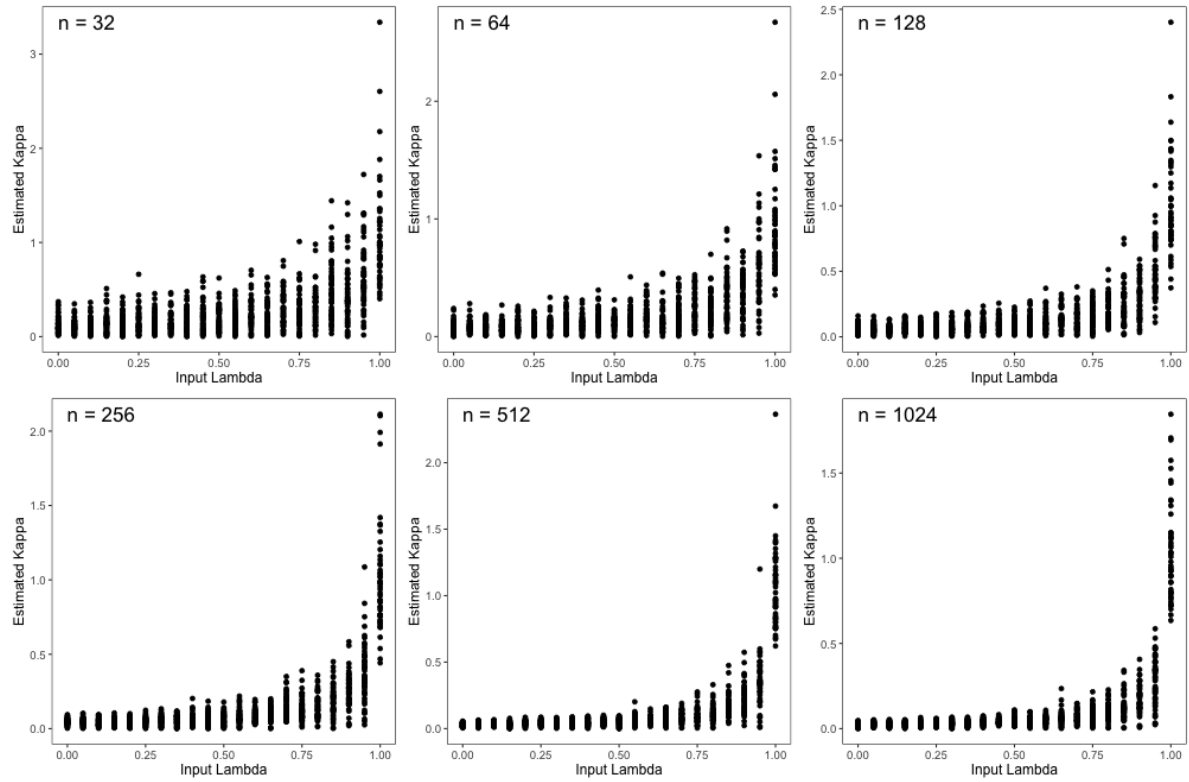 n = 32
Estimated Kappa
3
2
1
0
0.00 0.25 0.50 0.75 1.00
Input Lambda
n = 64
Estimated Kappa
2
1
0
0.00 0.25 0.50 0.75 1.00
Input Lambda
n = 128
Estimated Kappa
2.5
2.0
1.5
1.0
0.5
0.0
0.00 0.25 0.50 0.75 1.00
Input Lambda
n = 256
Estimated Kappa
2.0
1.5
1.0
0.5
0.0
0.00 0.25 0.50 0.75 1.00
Input Lambda
n = 512
Estimated Kappa
2.0
1.5
1.0
0.5
0.0
0.00 0.25 0.50 0.75 1.00
Input Lambda
n = 1024
Estimated Kappa
1.5
1.0
0.5
0.0
0.00 0.25 0.50 0.75 1.00
Input Lambda